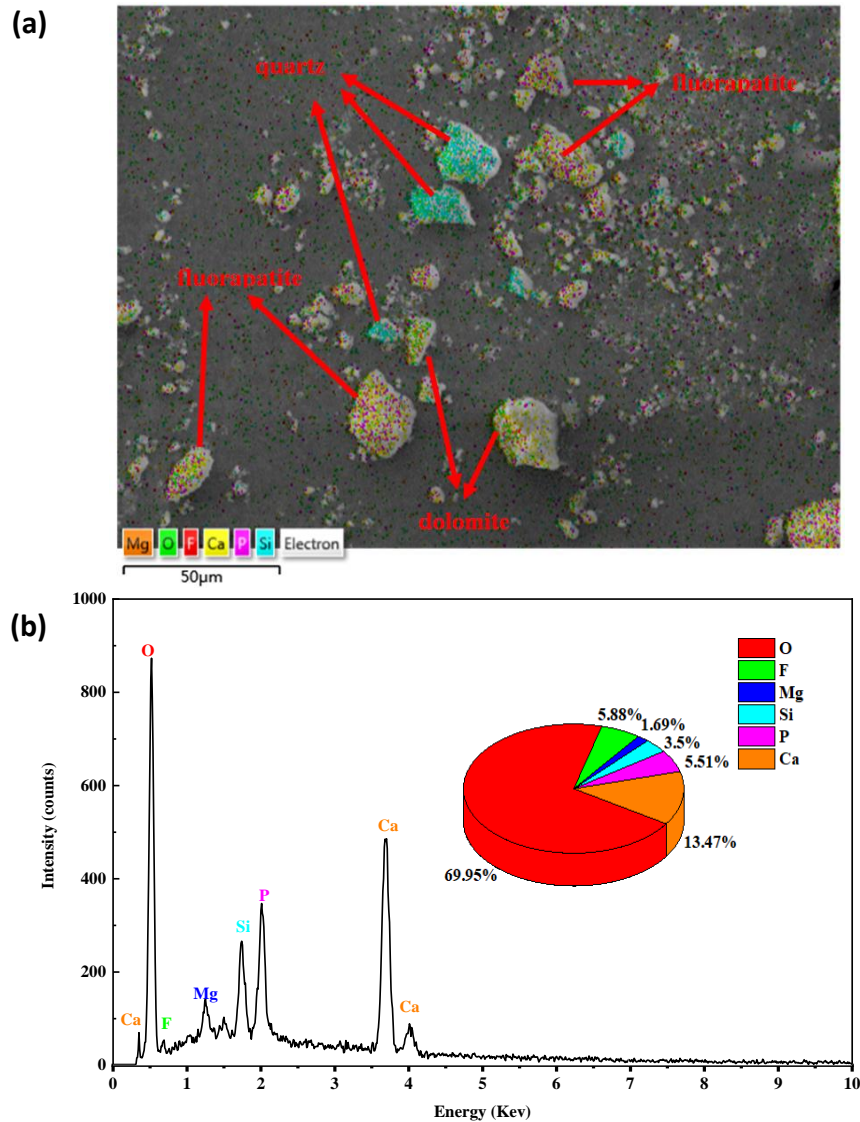 (a)
quartz
fluorapatite
fluorapatite
dolomite
Mg O F Ca P Si Electron
50μm
(b)
1000
800
600
400
200
0
Intensity (counts)
0 1 2 3 4 5 6 7 8 9 10
Energy (Kev)
Ca
O
F
Mg
Si
P
Ca
Ca
5.88%
1.69%
3.5%
5.51%
13.47%
69.95%
O
F
Mg
Si
P
Ca